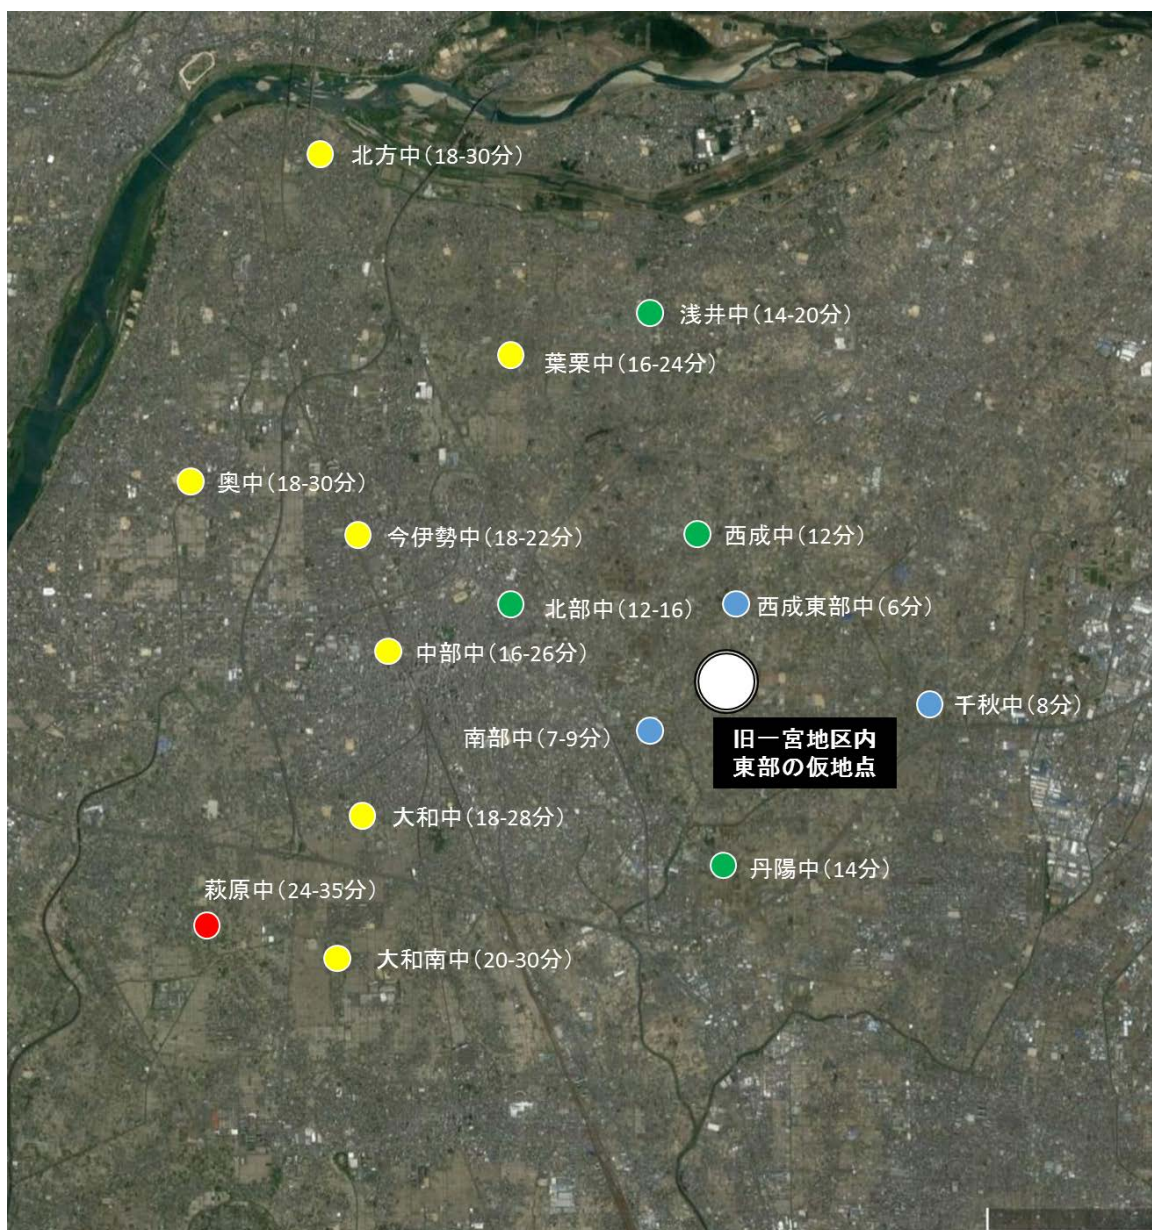 北方中（18-30分）
浅井中（14-20分）
葉栗中（16-24分）
奥中（18-30分）
今伊勢中（18-22分）
西成中（12分）
北部中（12-16）
西成東部中（6分）
中部中（16-26分）
千秋中（8分）
南部中（7-9分）
旧一宮地区内
東部の仮地点
大和中（18-28分）
丹陽中（14分）
萩原中（24-35分）
大和南中（20-30分）